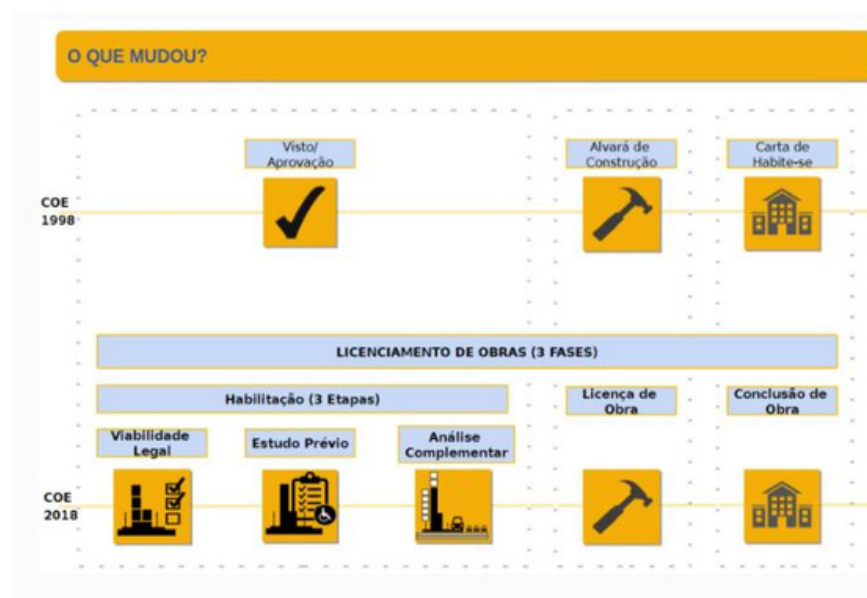 O QUE MUDOU?
Visto/
Aprovação
Alvará de
Construção
Carta de
Habite-se
COE
1998
LICENCIAMENTO DE OBRAS (3 FASES)
Habilitação (3 Etapas)
Licença de
Obra
Conclusão de
Obra
Viabilidade
Legal
Estudo Prévio
Análise
Complementar
COE
2018